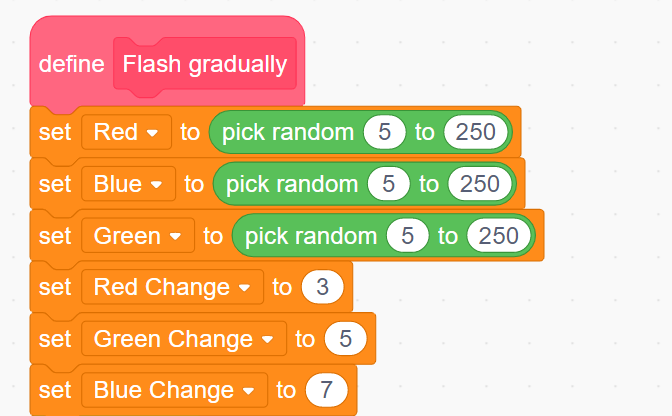 define Flash gradually
set Red to pick random 5 to 250
set Blue to pick random 5 to 250
set Green to pick random 5 to 250
set Red Change to 3
set Green Change to 5
set Blue Change to 7